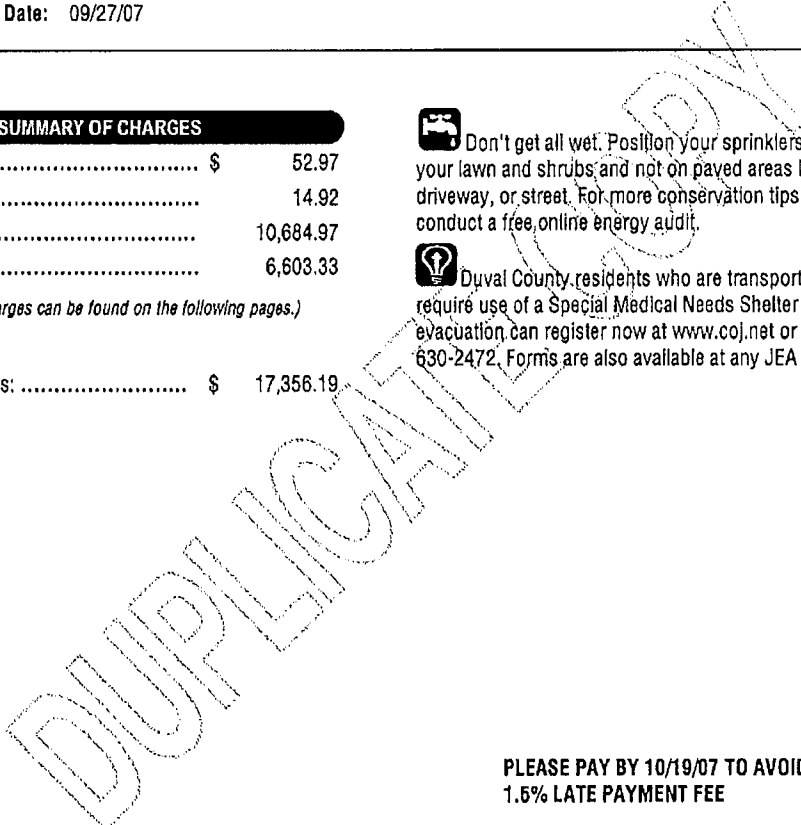 Date: 09/27/07
SUMMARY OF CHARGES
............................... $ 52.97
............................... 14.92
............................... 10,684.97
............................... 6,603.33
rges can be found on the following pages.)
s: ......................... $ 17,356.19
Don't get all wet. Position your sprinklers
your lawn and shrubs and not on paved areas
driveway, or street. For more conservation tips
conduct a free online energy audit.
Duval County residents who are transport
require use of a Special Medical Needs Shelter
evacuation can register now at www.coj.net or
630-2472. Forms are also available at any JEA
DUPLICATE COPY
PLEASE PAY BY 10/19/07 TO AVOID
1.5% LATE PAYMENT FEE